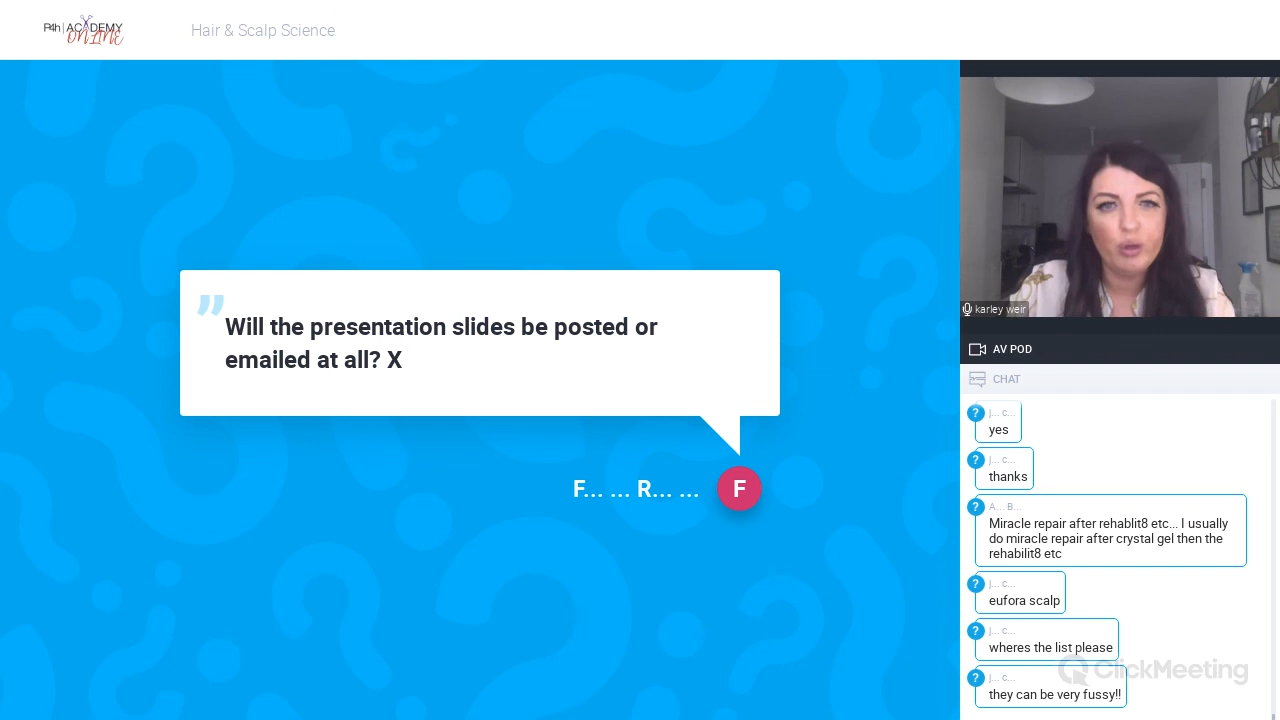 P4h | ACADEMY
ONLINE
Hair & Scalp Science
Will the presentation slides be posted or
emailed at all? X
F... ... R... ...
F
karley weir
AV POD
CHAT
J... c...
yes
J... c...
thanks
A... B...
Miracle repair after rehablit8 etc... I usually
do miracle repair after crystal gel then the
rehabilit8 etc
J... c...
eufora scalp
J... c...
wheres the list please
J... c...
they can be very fussy!!
ClickMeeting